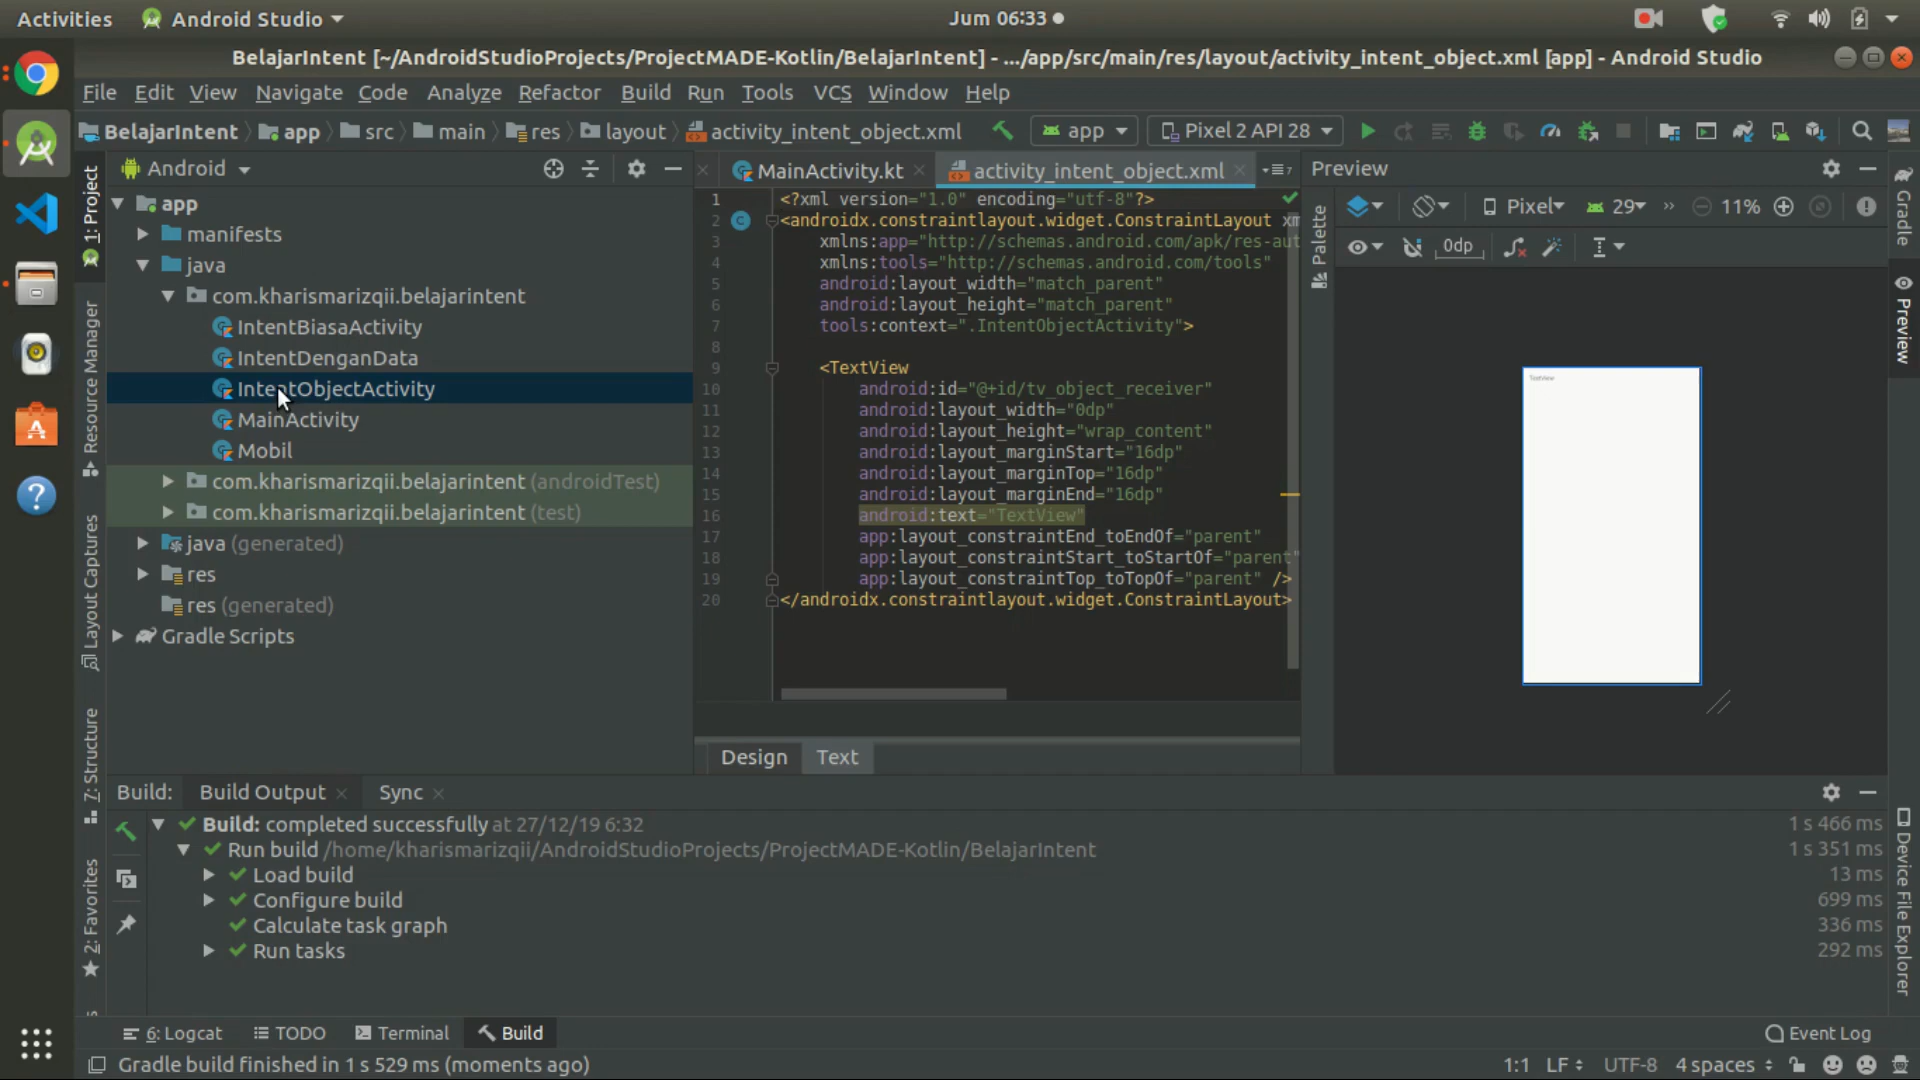 Activities
Android Studio
Jum 06:33
BelajarIntent [~/AndroidStudioProjects/ProjectMADE-Kotlin/BelajarIntent] - .../app/src/main/res/layout/activity_intent_object.xml [app] - Android Studio
File Edit View Navigate Code Analyze Refactor Build Run Tools VCS Window Help
BelajarIntent app src main res layout activity_intent_object.xml app Pixel 2 API 28
1: Project
Resource Manager
Layout Captures
7: Structure
2: Favorites
Android
app
manifests
java
com.kharismarizqii.belajarintent
IntentBiasaActivity
IntentDenganData
IntentObjectActivity
MainActivity
Mobil
com.kharismarizqii.belajarintent (androidTest)
com.kharismarizqii.belajarintent (test)
java (generated)
res
res (generated)
Gradle Scripts
MainActivity.kt
activity_intent_object.xml
1 <?xml version="1.0" encoding="utf-8"?>
2 <androidx.constraintlayout.widget.ConstraintLayout xm
3 xmlns:app="http://schemas.android.com/apk/res-aut
4 xmlns:tools="http://schemas.android.com/tools"
5 android:layout_width="match_parent"
6 android:layout_height="match_parent"
7 tools:context=".IntentObjectActivity">
8
9 <TextView
10 android:id="@+id/tv_object_receiver"
11 android:layout_width="0dp"
12 android:layout_height="wrap_content"
13 android:layout_marginStart="16dp"
14 android:layout_marginTop="16dp"
15 android:layout_marginEnd="16dp"
16 android:text="TextView"
17 app:layout_constraintEnd_toEndOf="parent"
18 app:layout_constraintStart_toStartOf="parent"
19 app:layout_constraintTop_toTopOf="parent" />
20 </androidx.constraintlayout.widget.ConstraintLayout>
Design Text
Preview
Palette
Pixel 29 11%
0dp
TextView
Gradle
Preview
Device File Explorer
Build: Build Output Sync
Build: completed successfully at 27/12/19 6:32 1 s 466 ms
Run build /home/kharismarizqii/AndroidStudioProjects/ProjectMADE-Kotlin/BelajarIntent 1 s 351 ms
Load build 13 ms
Configure build 699 ms
Calculate task graph 336 ms
Run tasks 292 ms
6: Logcat TODO Terminal Build Event Log
Gradle build finished in 1 s 529 ms (moments ago) 1:1 LF UTF-8 4 spaces